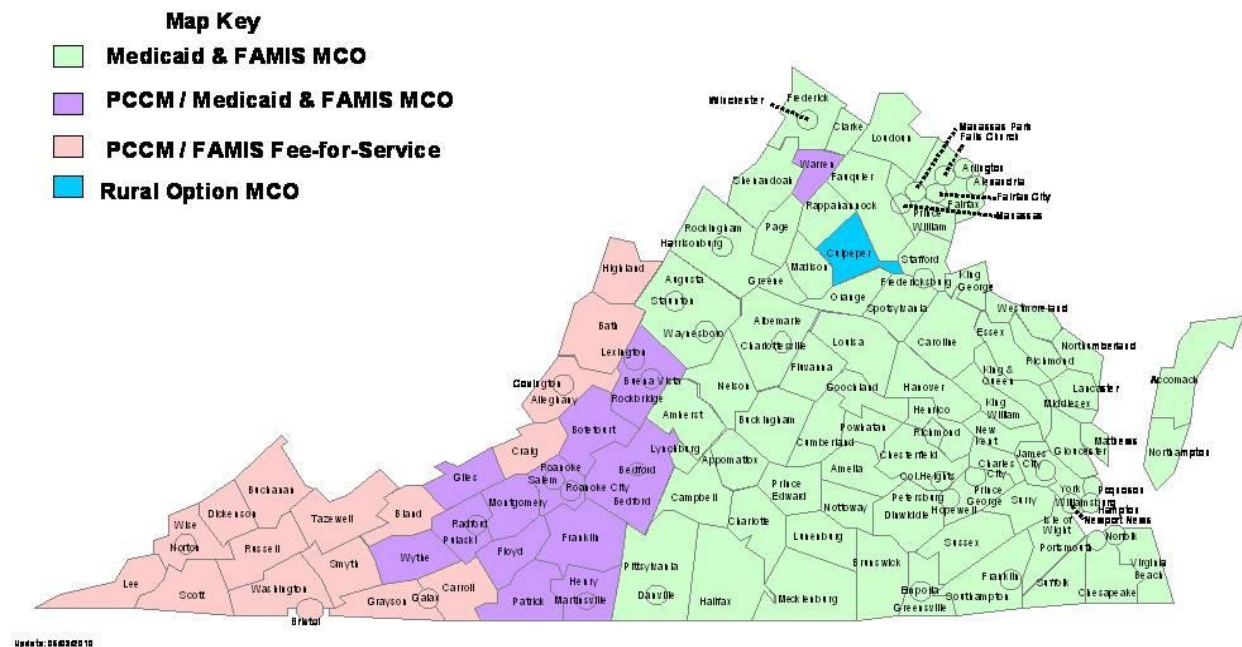 Map Key
Medicaid & FAMIS MCO
PCCM / Medicaid & FAMIS MCO
PCCM / FAMIS Fee-for-Service
Rural Option MCO
Winchester
Frederick
Clarke
Loudoun
Manassas Park
Falls Church
Arlington
Alexandria
Fairfax City
Fairfax
Manassas
Prince
William
Warren
Fauquier
Shenandoah
Rappahannock
Page
Rockingham
Harrisonburg
Culpeper
Stafford
Madison
Greene
Fredericksburg
King
George
Highland
Augusta
Staunton
Orange
Spotsylvania
Westmoreland
Bath
Waynesboro
Albemarle
Charlottesville
Louisa
Caroline
Essex
Northumberland
Richmond
Lexington
Buena Vista
Rockbridge
Nelson
Fluvanna
Goochland
Hanover
King &
Queen
King
William
Lancaster
Middlesex
Accomack
Covington
Alleghany
Amherst
Buckingham
Powhatan
Henrico
Richmond
New
Kent
Mathews
Gloucester
Northampton
Botetourt
Craig
Lynchburg
Appomattox
Cumberland
Chesterfield
Amelia
Col.Heights
Charles
City
James
City
Roanoke
Salem
Roanoke City
Bedford
Bedford
Campbell
Prince
Edward
Nottoway
Petersburg
Dinwiddie
Hopewell
Prince
George
Surry
York
Williamsburg
Poquoson
Hampton
Newport News
Isle of
Wight
Giles
Montgomery
Radford
Pulaski
Charlotte
Lunenburg
Sussex
Portsmouth
Norfolk
Virginia
Beach
Buchanan
Dickenson
Wise
Norton
Tazewell
Bland
Russell
Wythe
Floyd
Franklin
Smyth
Pittsylvania
Brunswick
Franklin
Suffolk
Chesapeake
Lee
Scott
Washington
Bristol
Grayson
Galax
Carroll
Patrick
Henry
Martinsville
Danville
Halifax
Mecklenburg
Emporia
Greensville
Southampton